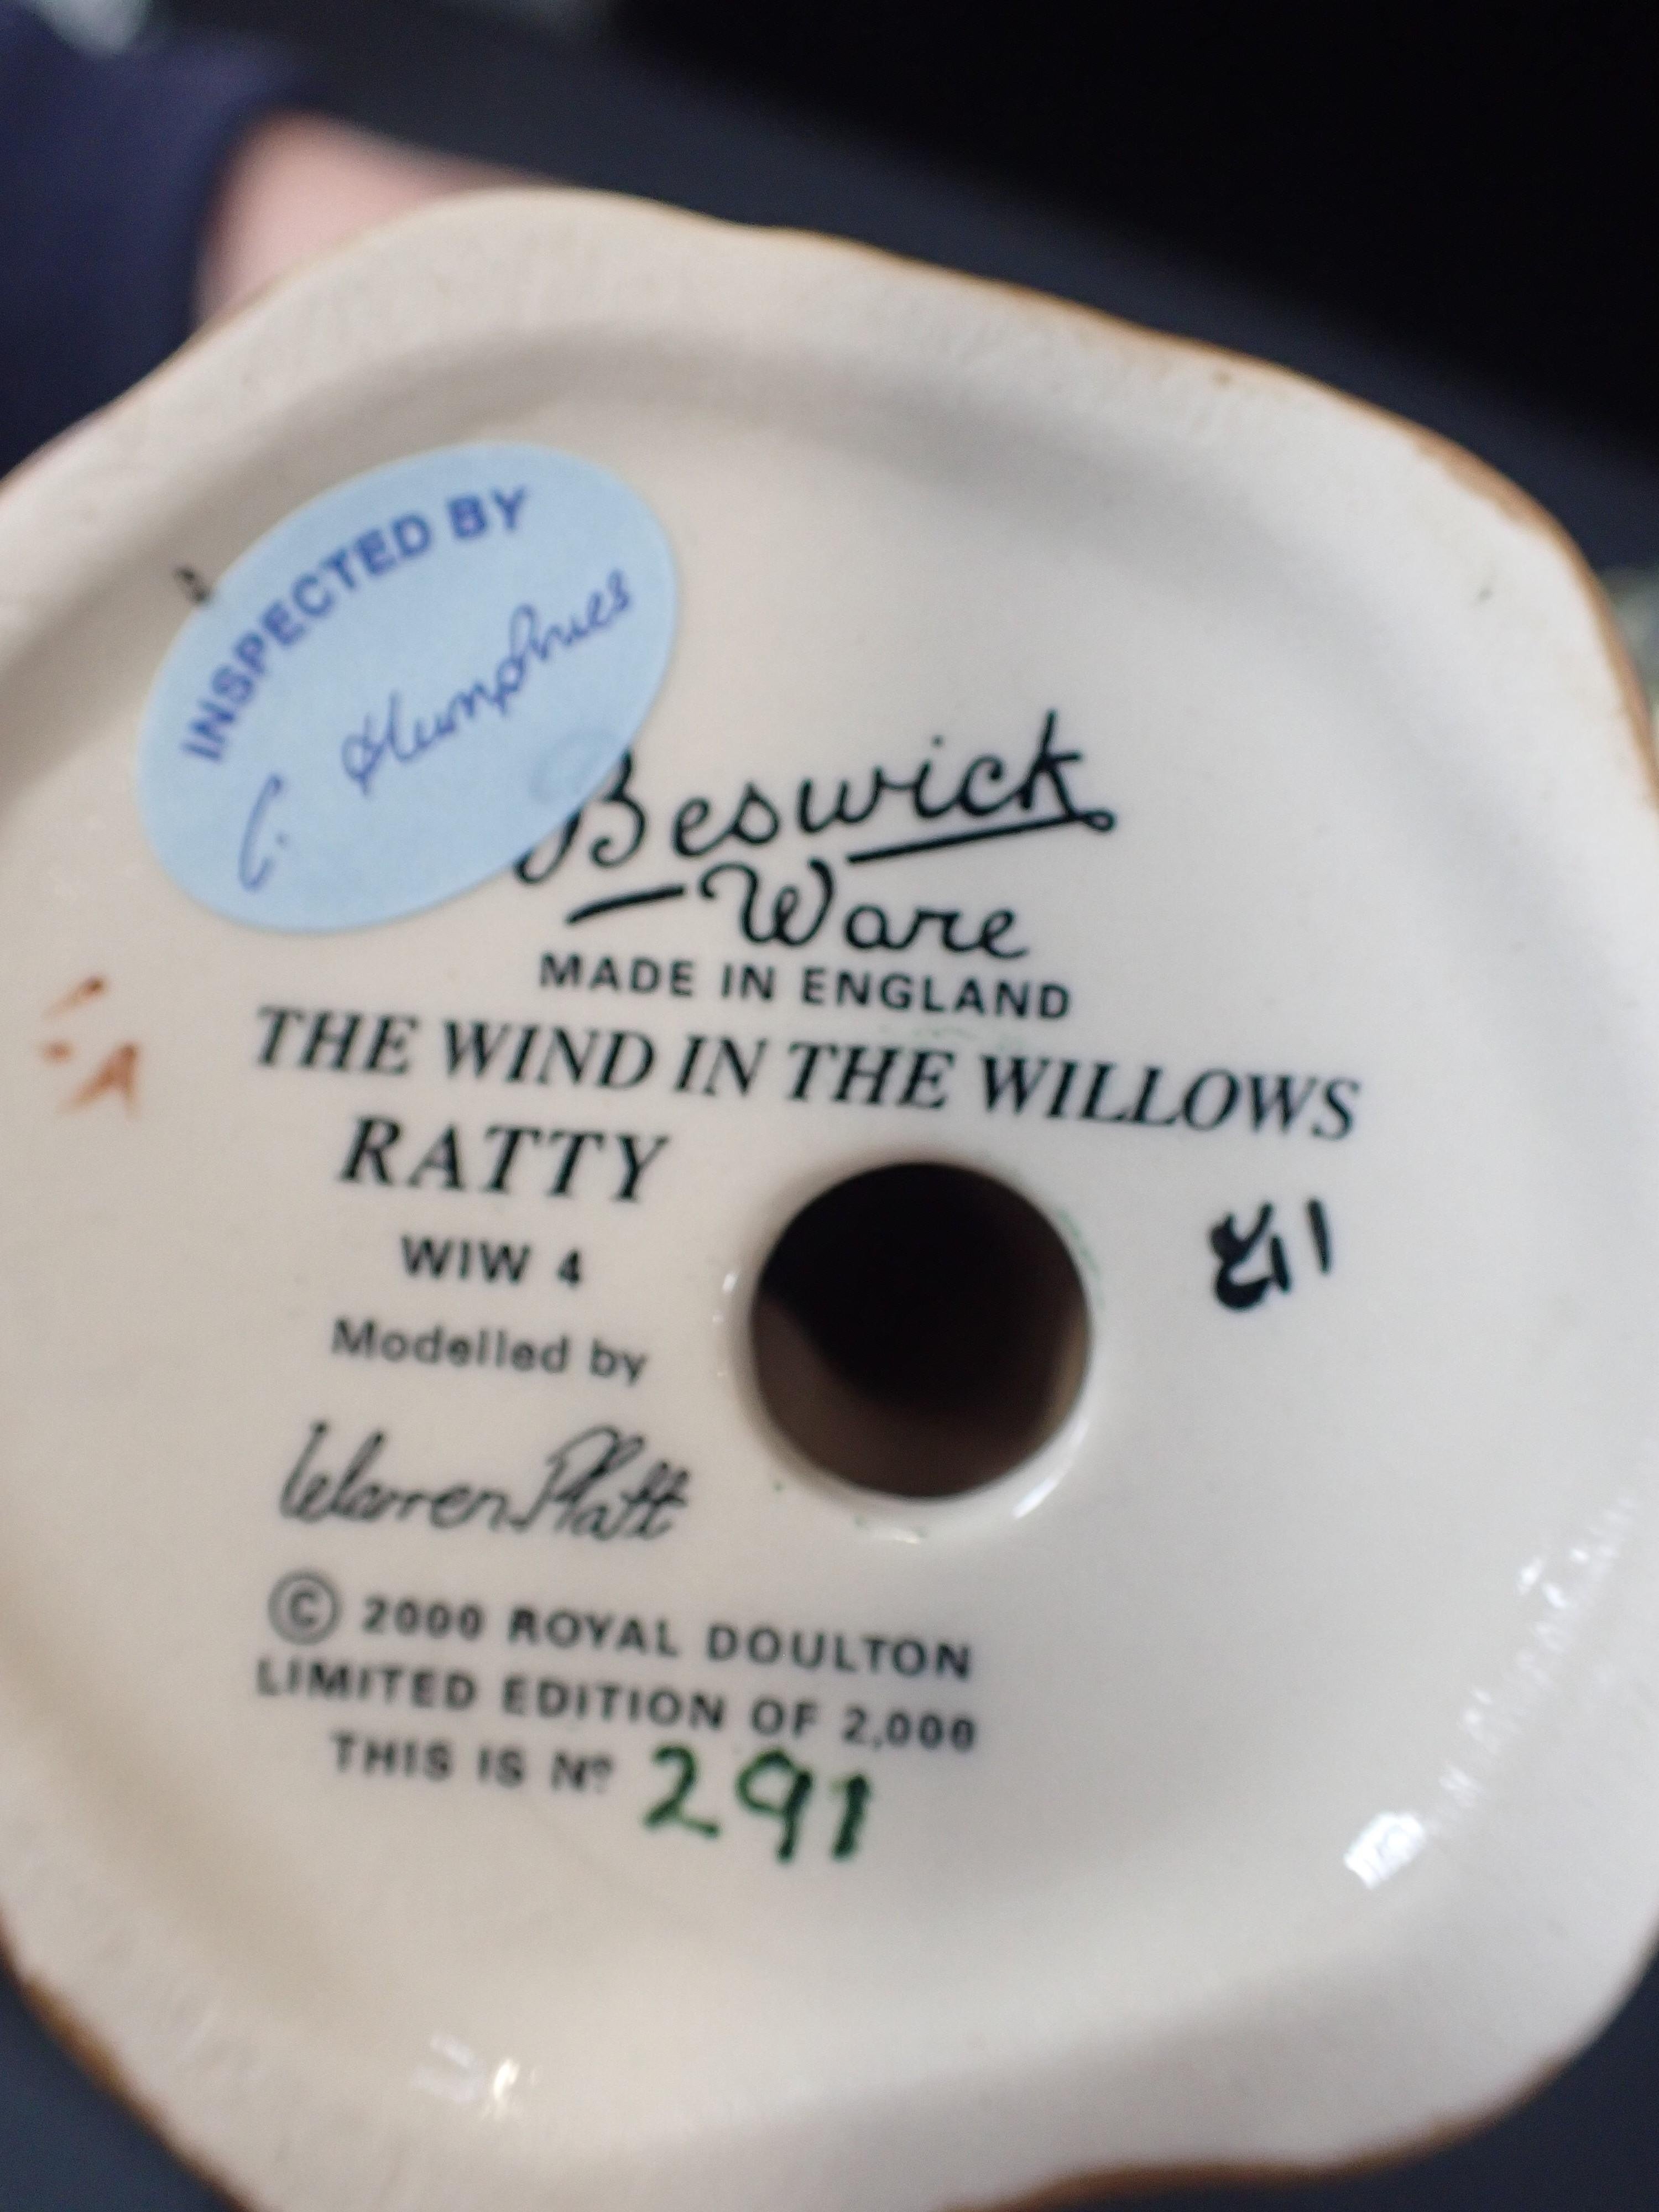 INSPECTED BY
C. Humphries
Beswick
Ware
MADE IN ENGLAND
THE WIND IN THE WILLOWS
RATTY
WIW 4
Modelled by
Warren Platt
© 2000 ROYAL DOULTON
LIMITED EDITION OF 2,000
THIS IS Nº 291